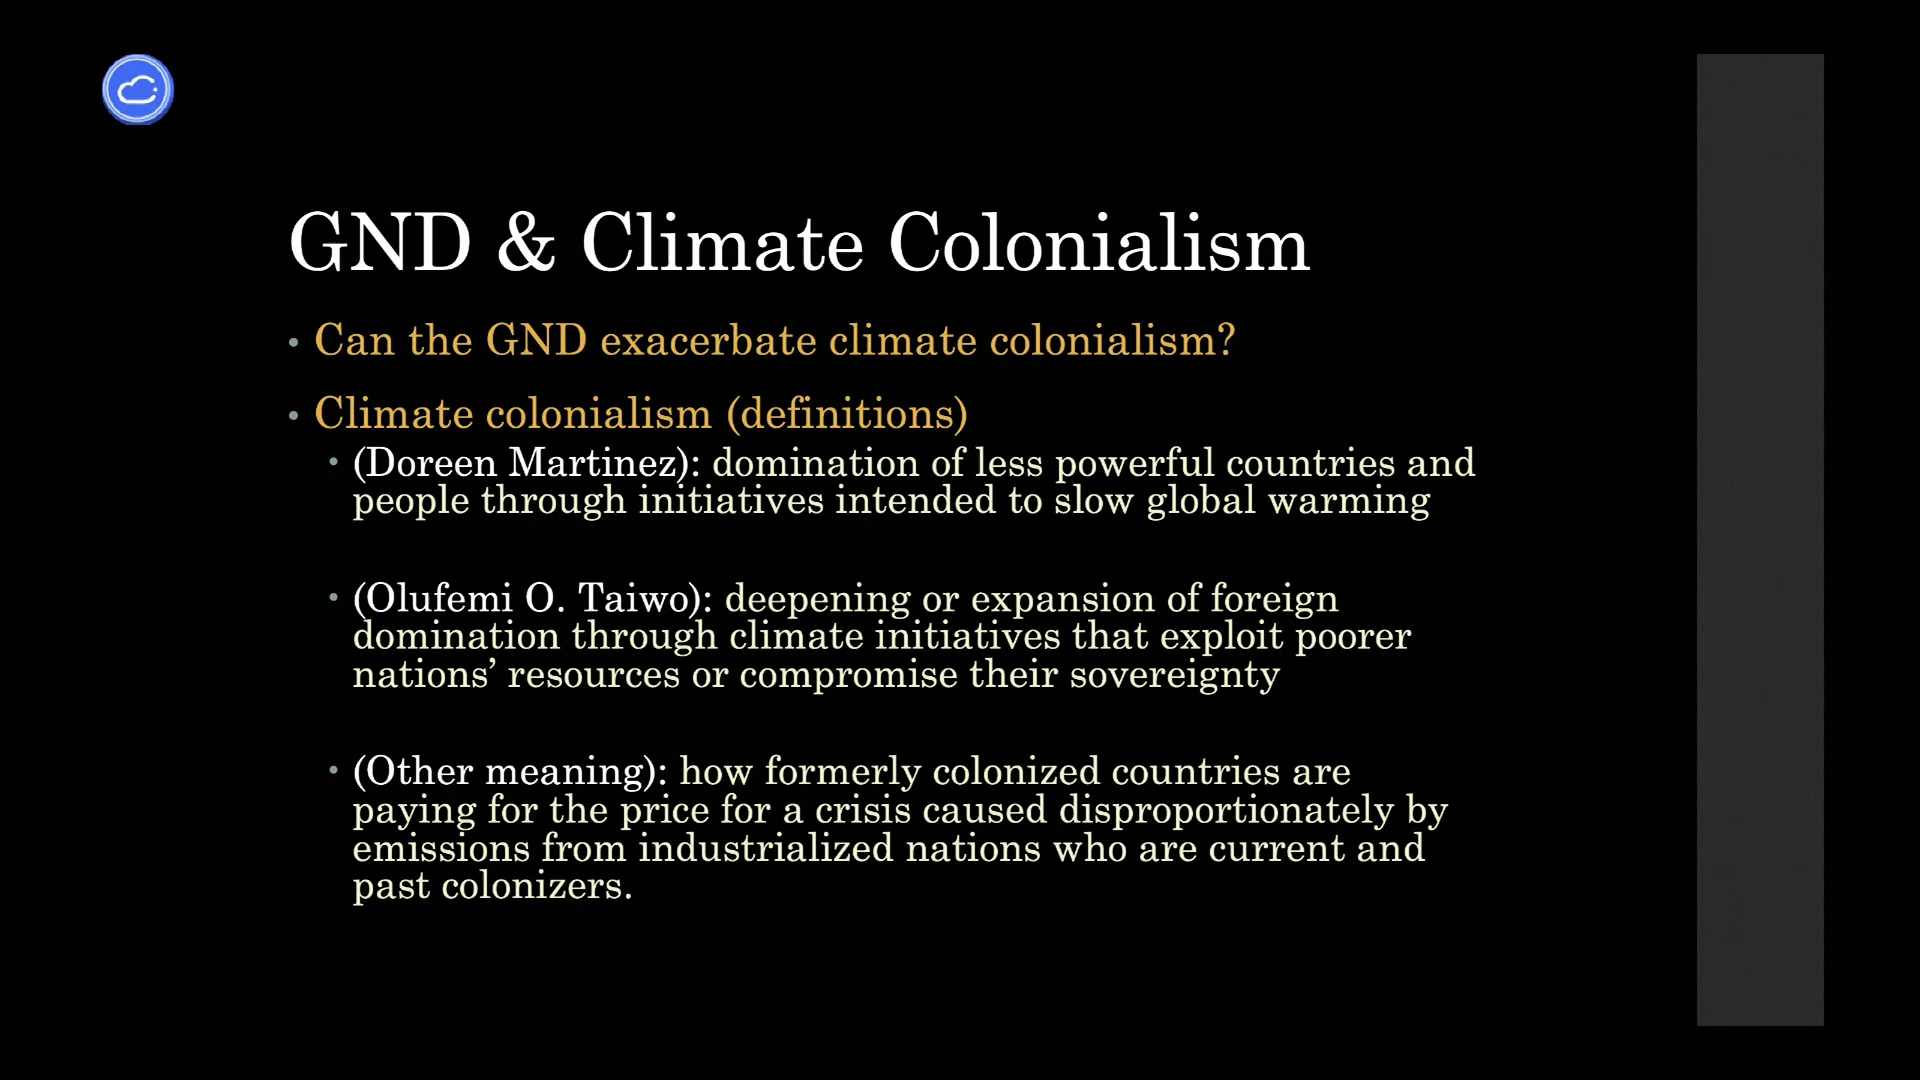 GND & Climate Colonialism
• Can the GND exacerbate climate colonialism?
• Climate colonialism (definitions)
• (Doreen Martinez): domination of less powerful countries and
people through initiatives intended to slow global warming
• (Olufemi O. Taiwo): deepening or expansion of foreign
domination through climate initiatives that exploit poorer
nations’ resources or compromise their sovereignty
• (Other meaning): how formerly colonized countries are
paying for the price for a crisis caused disproportionately by
emissions from industrialized nations who are current and
past colonizers.